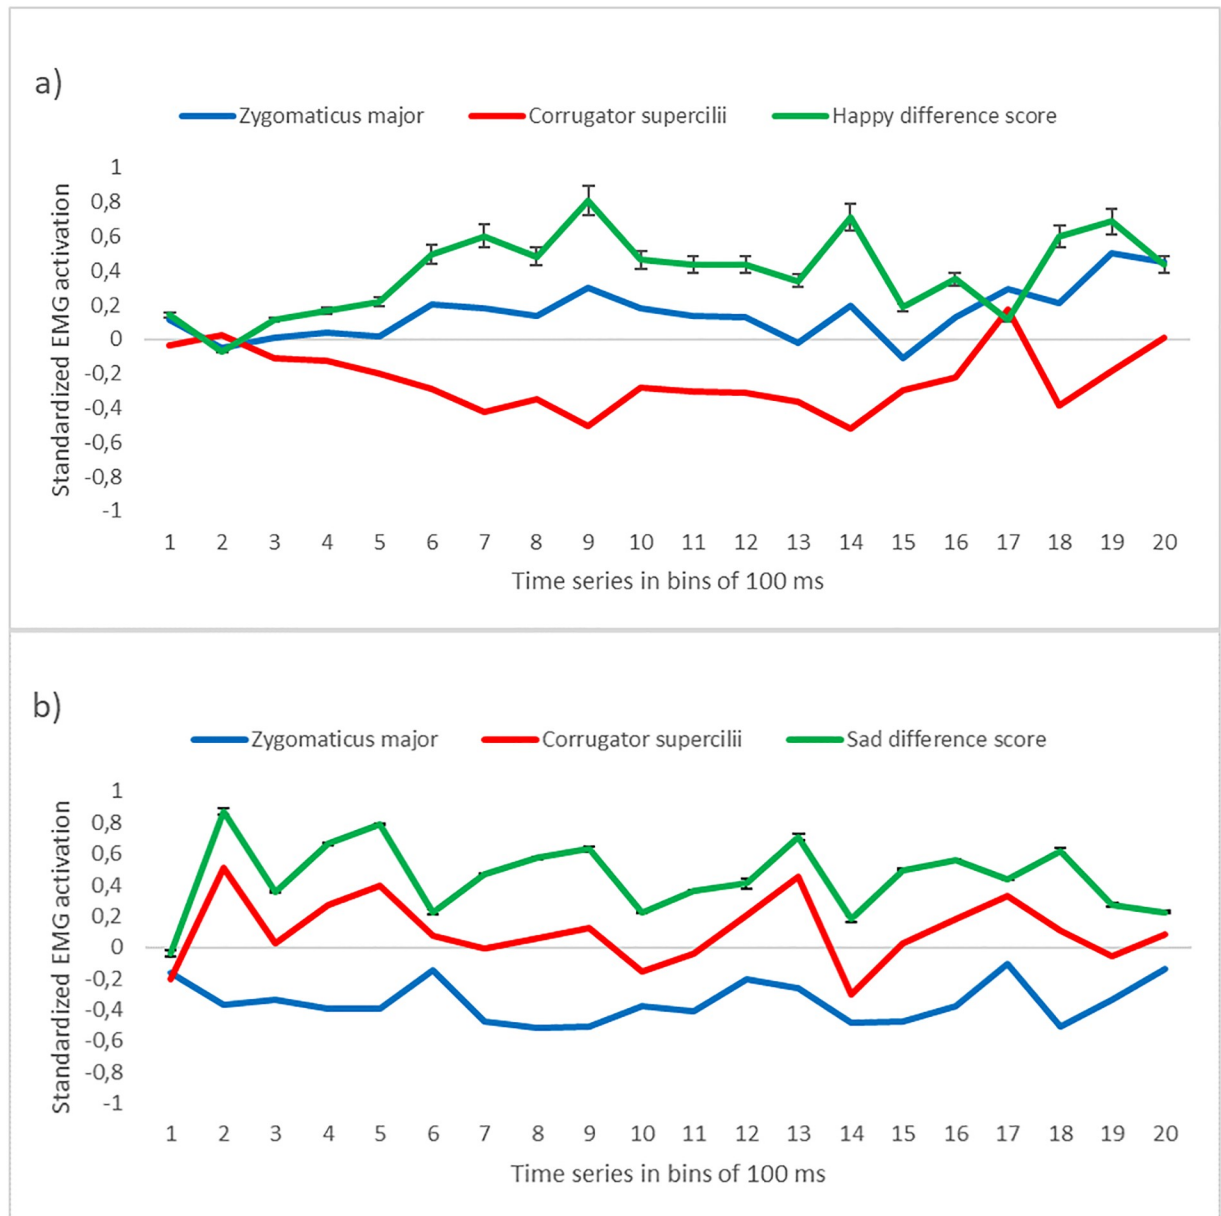 a)
Zygomaticus major Corrugator supercilii Happy difference score
Standardized EMG activation
1
0,8
0,6
0,4
0,2
0
-0,2
-0,4
-0,6
-0,8
-1
1 2 3 4 5 6 7 8 9 10 11 12 13 14 15 16 17 18 19 20
Time series in bins of 100 ms
b)
Zygomaticus major Corrugator supercilii Sad difference score
Standardized EMG activation
1
0,8
0,6
0,4
0,2
0
-0,2
-0,4
-0,6
-0,8
-1
1 2 3 4 5 6 7 8 9 10 11 12 13 14 15 16 17 18 19 20
Time series in bins of 100 ms